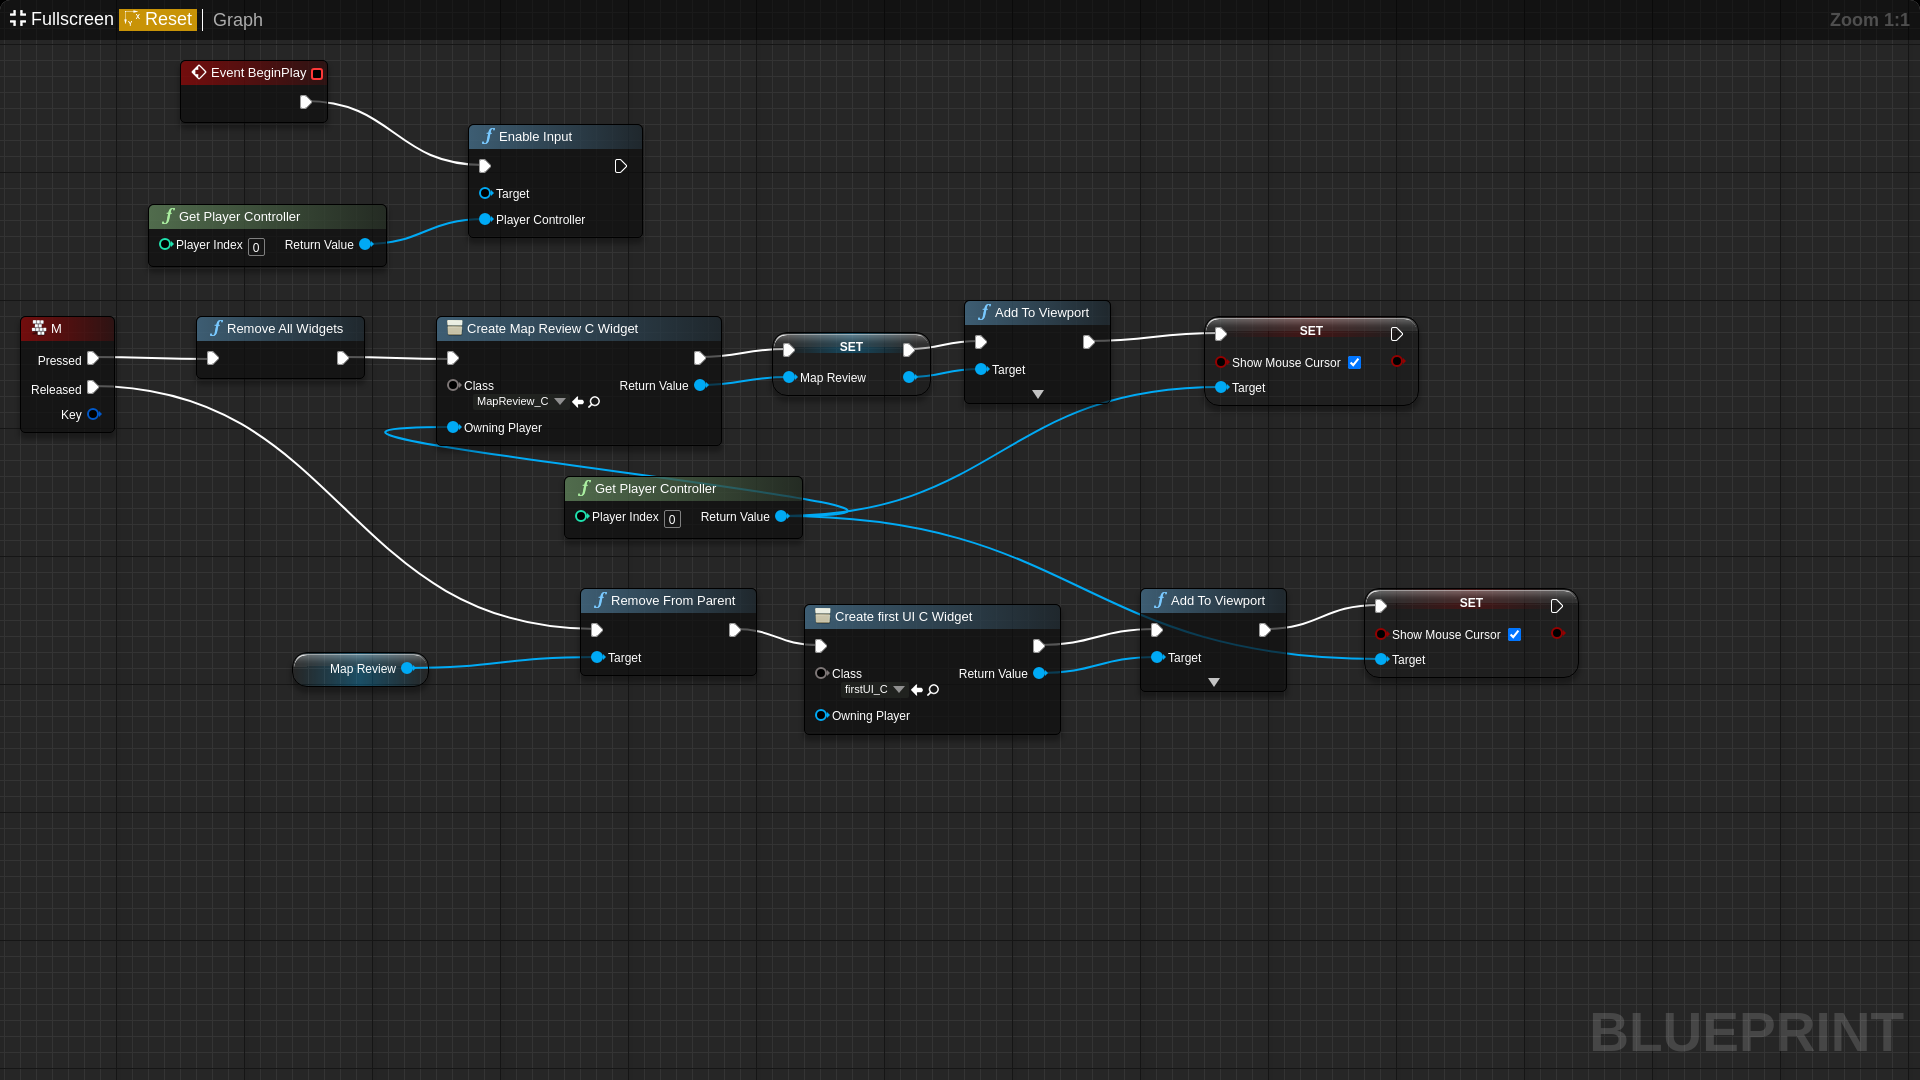 Fullscreen Reset Graph Zoom 1:1
Event BeginPlay
Enable Input
Target
Player Controller
Get Player Controller
Player Index 0 Return Value
M
Pressed
Released
Key
Remove All Widgets
Create Map Review C Widget
Class Return Value
MapReview_C
Owning Player
SET
Map Review
Add To Viewport
Target
SET
Show Mouse Cursor
Target
Get Player Controller
Player Index 0 Return Value
Map Review
Remove From Parent
Target
Create first UI C Widget
Class Return Value
firstUI_C
Owning Player
Add To Viewport
Target
SET
Show Mouse Cursor
Target
BLUEPRINT